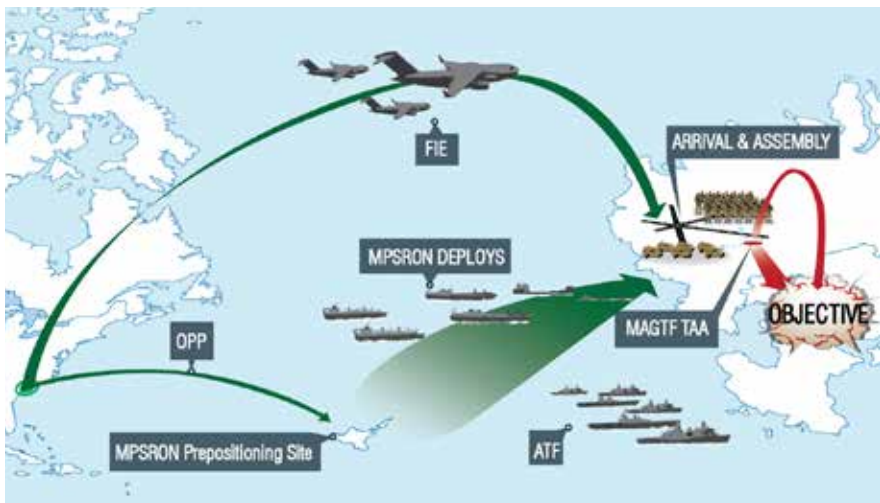 FIE
ARRIVAL & ASSEMBLY
MPSRON DEPLOYS
MAGTF TAA
OBJECTIVE
OPP
MPSRON Prepositioning Site
ATF